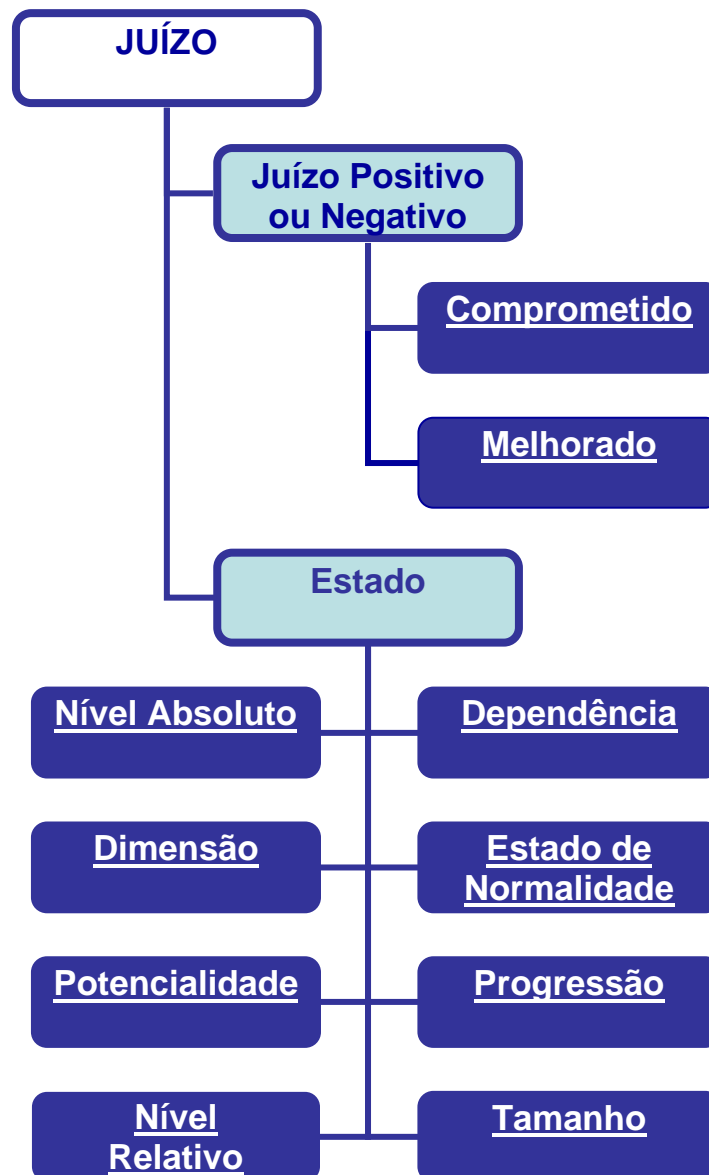 JUÍZO
Juízo Positivo
ou Negativo
Comprometido
Melhorado
Estado
Nível Absoluto
Dependência
Dimensão
Estado de
Normalidade
Potencialidade
Progressão
Nível
Relativo
Tamanho